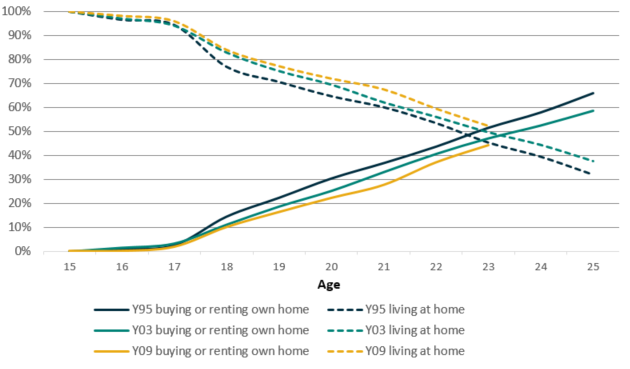 100%
90%
80%
70%
60%
50%
40%
30%
20%
10%
0%
15 16 17 18 19 20 21 22 23 24 25
Age
Y95 buying or renting own home Y95 living at home
Y03 buying or renting own home Y03 living at home
Y09 buying or renting own home Y09 living at home